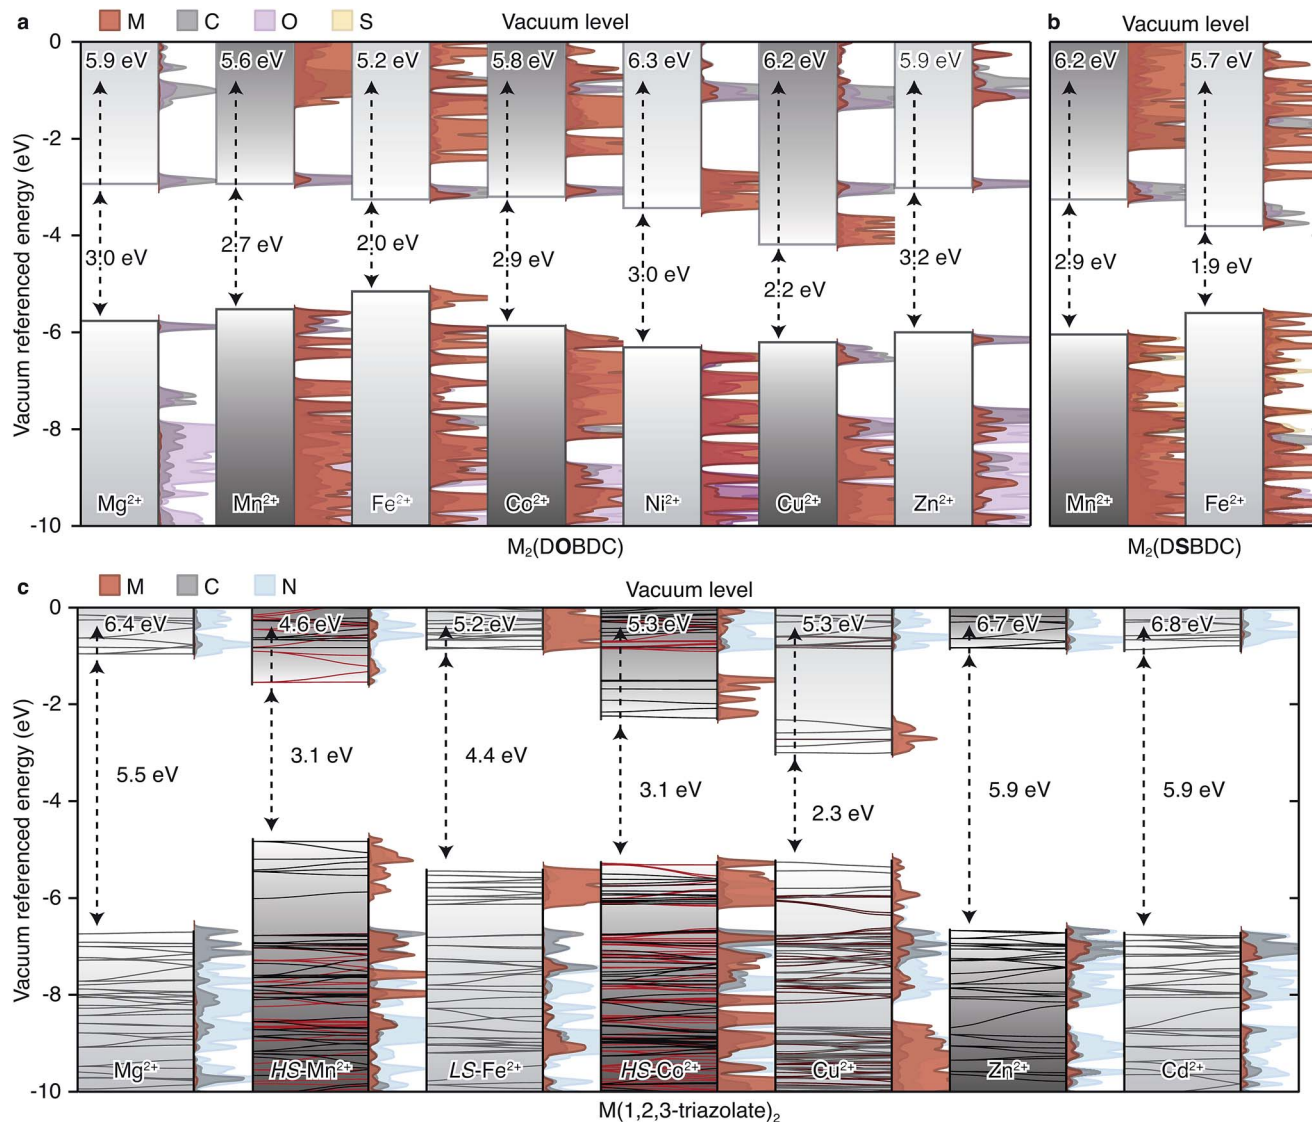 a M C O S Vacuum level
b Vacuum level
Vacuum referenced energy (eV)
0
-2
-4
-6
-8
-10
5.9 eV 5.6 eV 5.2 eV 5.8 eV 6.3 eV 6.2 eV 5.9 eV
3.0 eV 2.7 eV 2.0 eV 2.9 eV 3.0 eV 2.2 eV 3.2 eV
Mg²⁺ Mn²⁺ Fe²⁺ Co²⁺ Ni²⁺ Cu²⁺ Zn²⁺
M₂(DOBDC)
6.2 eV 5.7 eV
2.9 eV 1.9 eV
Mn²⁺ Fe²⁺
M₂(DSBDC)
c M C N Vacuum level
Vacuum referenced energy (eV)
0
-2
-4
-6
-8
-10
6.4 eV 4.6 eV 5.2 eV 5.3 eV 5.3 eV 6.7 eV 6.8 eV
5.5 eV 3.1 eV 4.4 eV 3.1 eV 2.3 eV 5.9 eV 5.9 eV
Mg²⁺ HS-Mn²⁺ LS-Fe²⁺ HS-Co²⁺ Cu²⁺ Zn²⁺ Cd²⁺
M(1,2,3-triazolate)₂